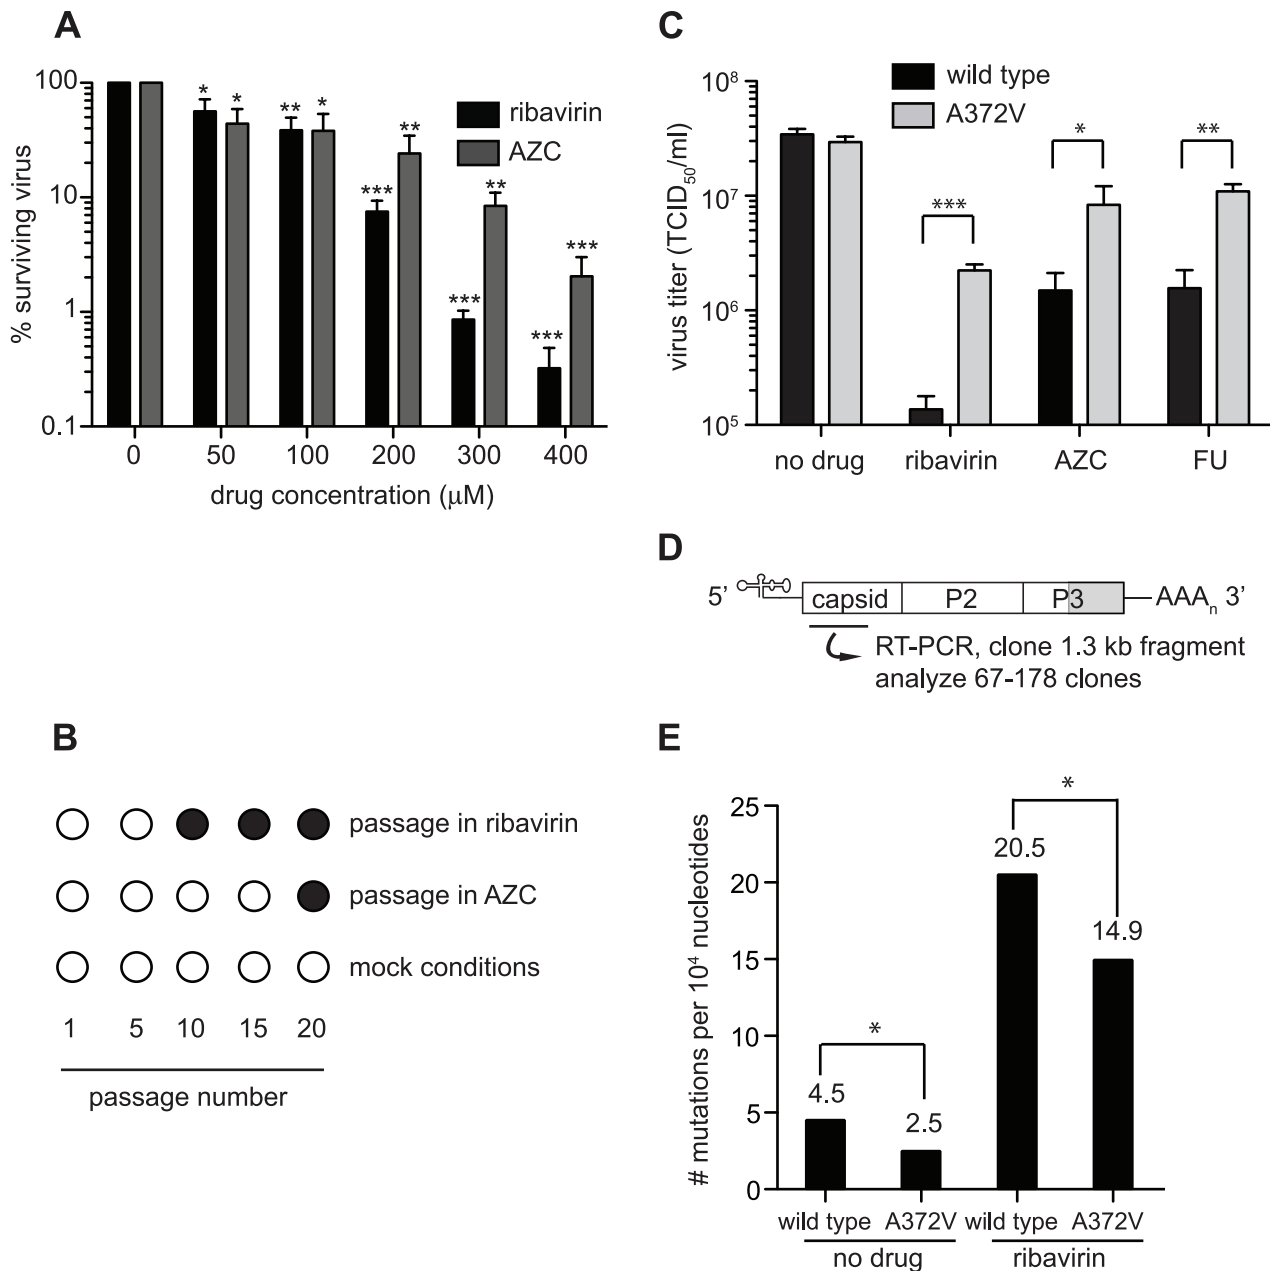 A
100
10
1
0.1
% surviving virus
* * ** * *** ** *** ** *** ***
ribavirin
AZC
0 50 100 200 300 400
drug concentration (μM)
B
passage in ribavirin
passage in AZC
mock conditions
1 5 10 15 20
passage number
C
10⁸
10⁷
10⁶
10⁵
virus titer (TCID₅₀/ml)
wild type
A372V
*** * **
no drug ribavirin AZC FU
D
5’ capsid P2 P3 AAAₙ 3’
RT-PCR, clone 1.3 kb fragment
analyze 67-178 clones
E
25
20
15
10
5
0
# mutations per 10⁴ nucleotides
*
20.5
14.9
*
4.5
2.5
wild type A372V wild type A372V
no drug ribavirin